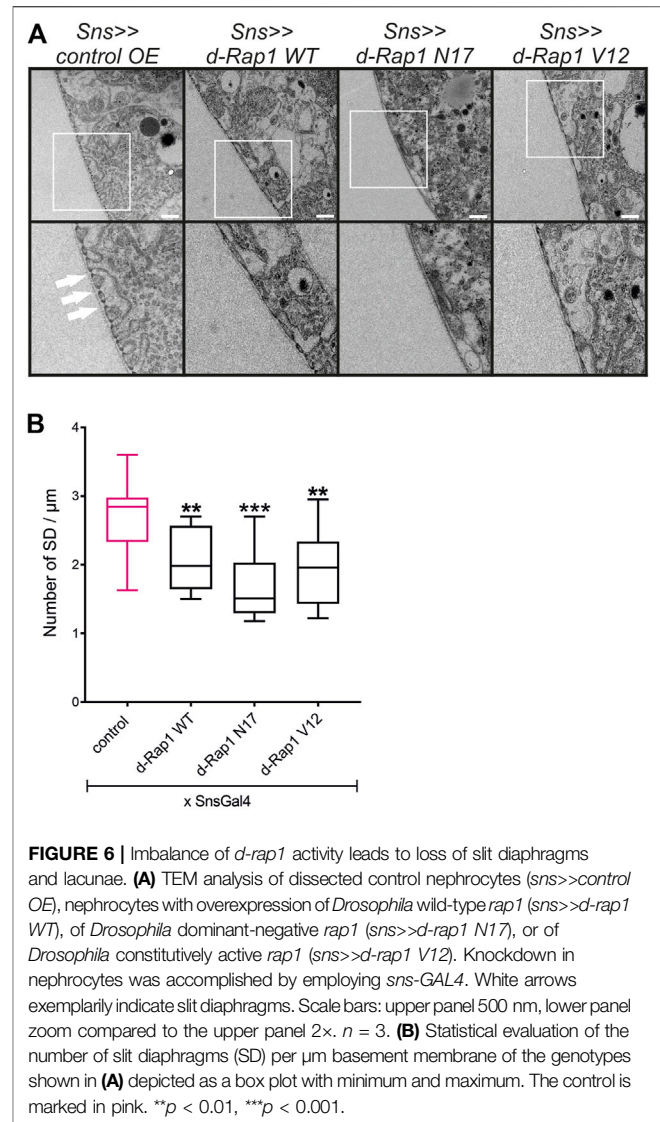 A
Sns>> Sns>> Sns>> Sns>>
control OE d-Rap1 WT d-Rap1 N17 d-Rap1 V12
B
4
3
2
1
0
Number of SD / µm
** *** **
control d-Rap1 WT d-Rap1 N17 d-Rap1 V12
x SnsGal4
FIGURE 6 | Imbalance of d-rap1 activity leads to loss of slit diaphragms
and lacunae. (A) TEM analysis of dissected control nephrocytes (sns>>control
OE), nephrocytes with overexpression of Drosophila wild-type rap1 (sns>>d-rap1
WT), of Drosophila dominant-negative rap1 (sns>>d-rap1 N17), or of
Drosophila constitutively active rap1 (sns>>d-rap1 V12). Knockdown in
nephrocytes was accomplished by employing sns-GAL4. White arrows
exemplarily indicate slit diaphragms. Scale bars: upper panel 500 nm, lower panel
zoom compared to the upper panel 2×. n = 3. (B) Statistical evaluation of the
number of slit diaphragms (SD) per µm basement membrane of the genotypes
shown in (A) depicted as a box plot with minimum and maximum. The control is
marked in pink. **p < 0.01, ***p < 0.001.